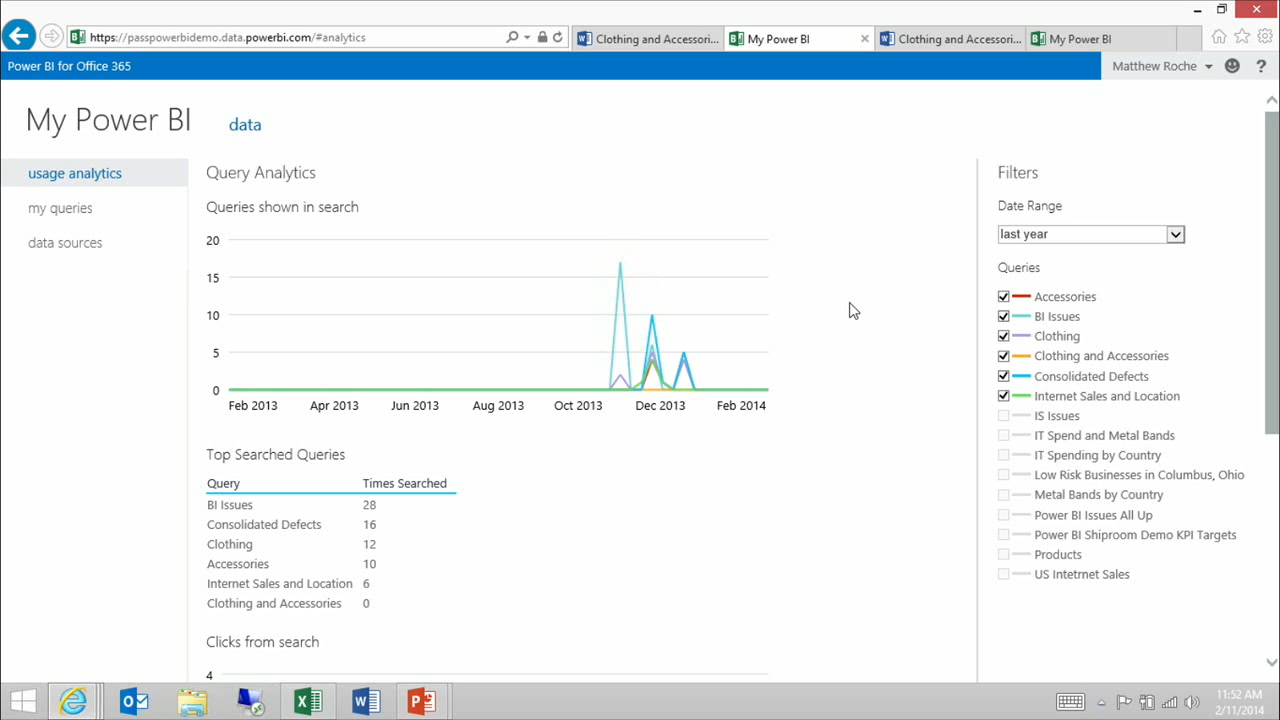 https://passpowerbidemo.data.powerbi.com/#analytics
Clothing and Accessori...
My Power BI
Clothing and Accessori...
My Power BI
Power BI for Office 365
Matthew Roche
?
My Power BI
data
usage analytics
my queries
data sources
Query Analytics
Queries shown in search
20
15
10
5
0
Feb 2013 Apr 2013 Jun 2013 Aug 2013 Oct 2013 Dec 2013 Feb 2014
Top Searched Queries
Query Times Searched
BI Issues 28
Consolidated Defects 16
Clothing 12
Accessories 10
Internet Sales and Location 6
Clothing and Accessories 0
Clicks from search
4
Filters
Date Range
last year
Queries
Accessories
BI Issues
Clothing
Clothing and Accessories
Consolidated Defects
Internet Sales and Location
IS Issues
IT Spend and Metal Bands
IT Spending by Country
Low Risk Businesses in Columbus, Ohio
Metal Bands by Country
Power BI Issues All Up
Power BI Shiproom Demo KPI Targets
Products
US Intetrnet Sales
11:52 AM
2/11/2014